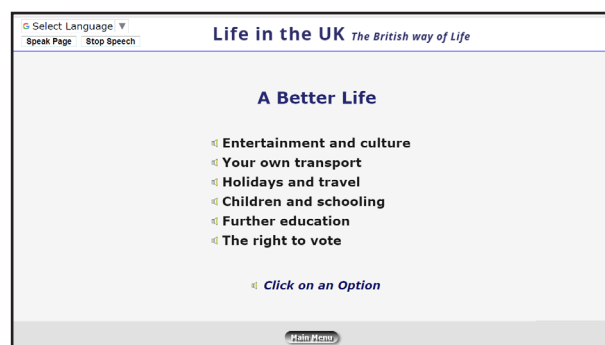 G Select Language ▼
Speak Page Stop Speech
Life in the UK The British way of Life
A Better Life
Entertainment and culture
Your own transport
Holidays and travel
Children and schooling
Further education
The right to vote
Click on an Option
Main Menu